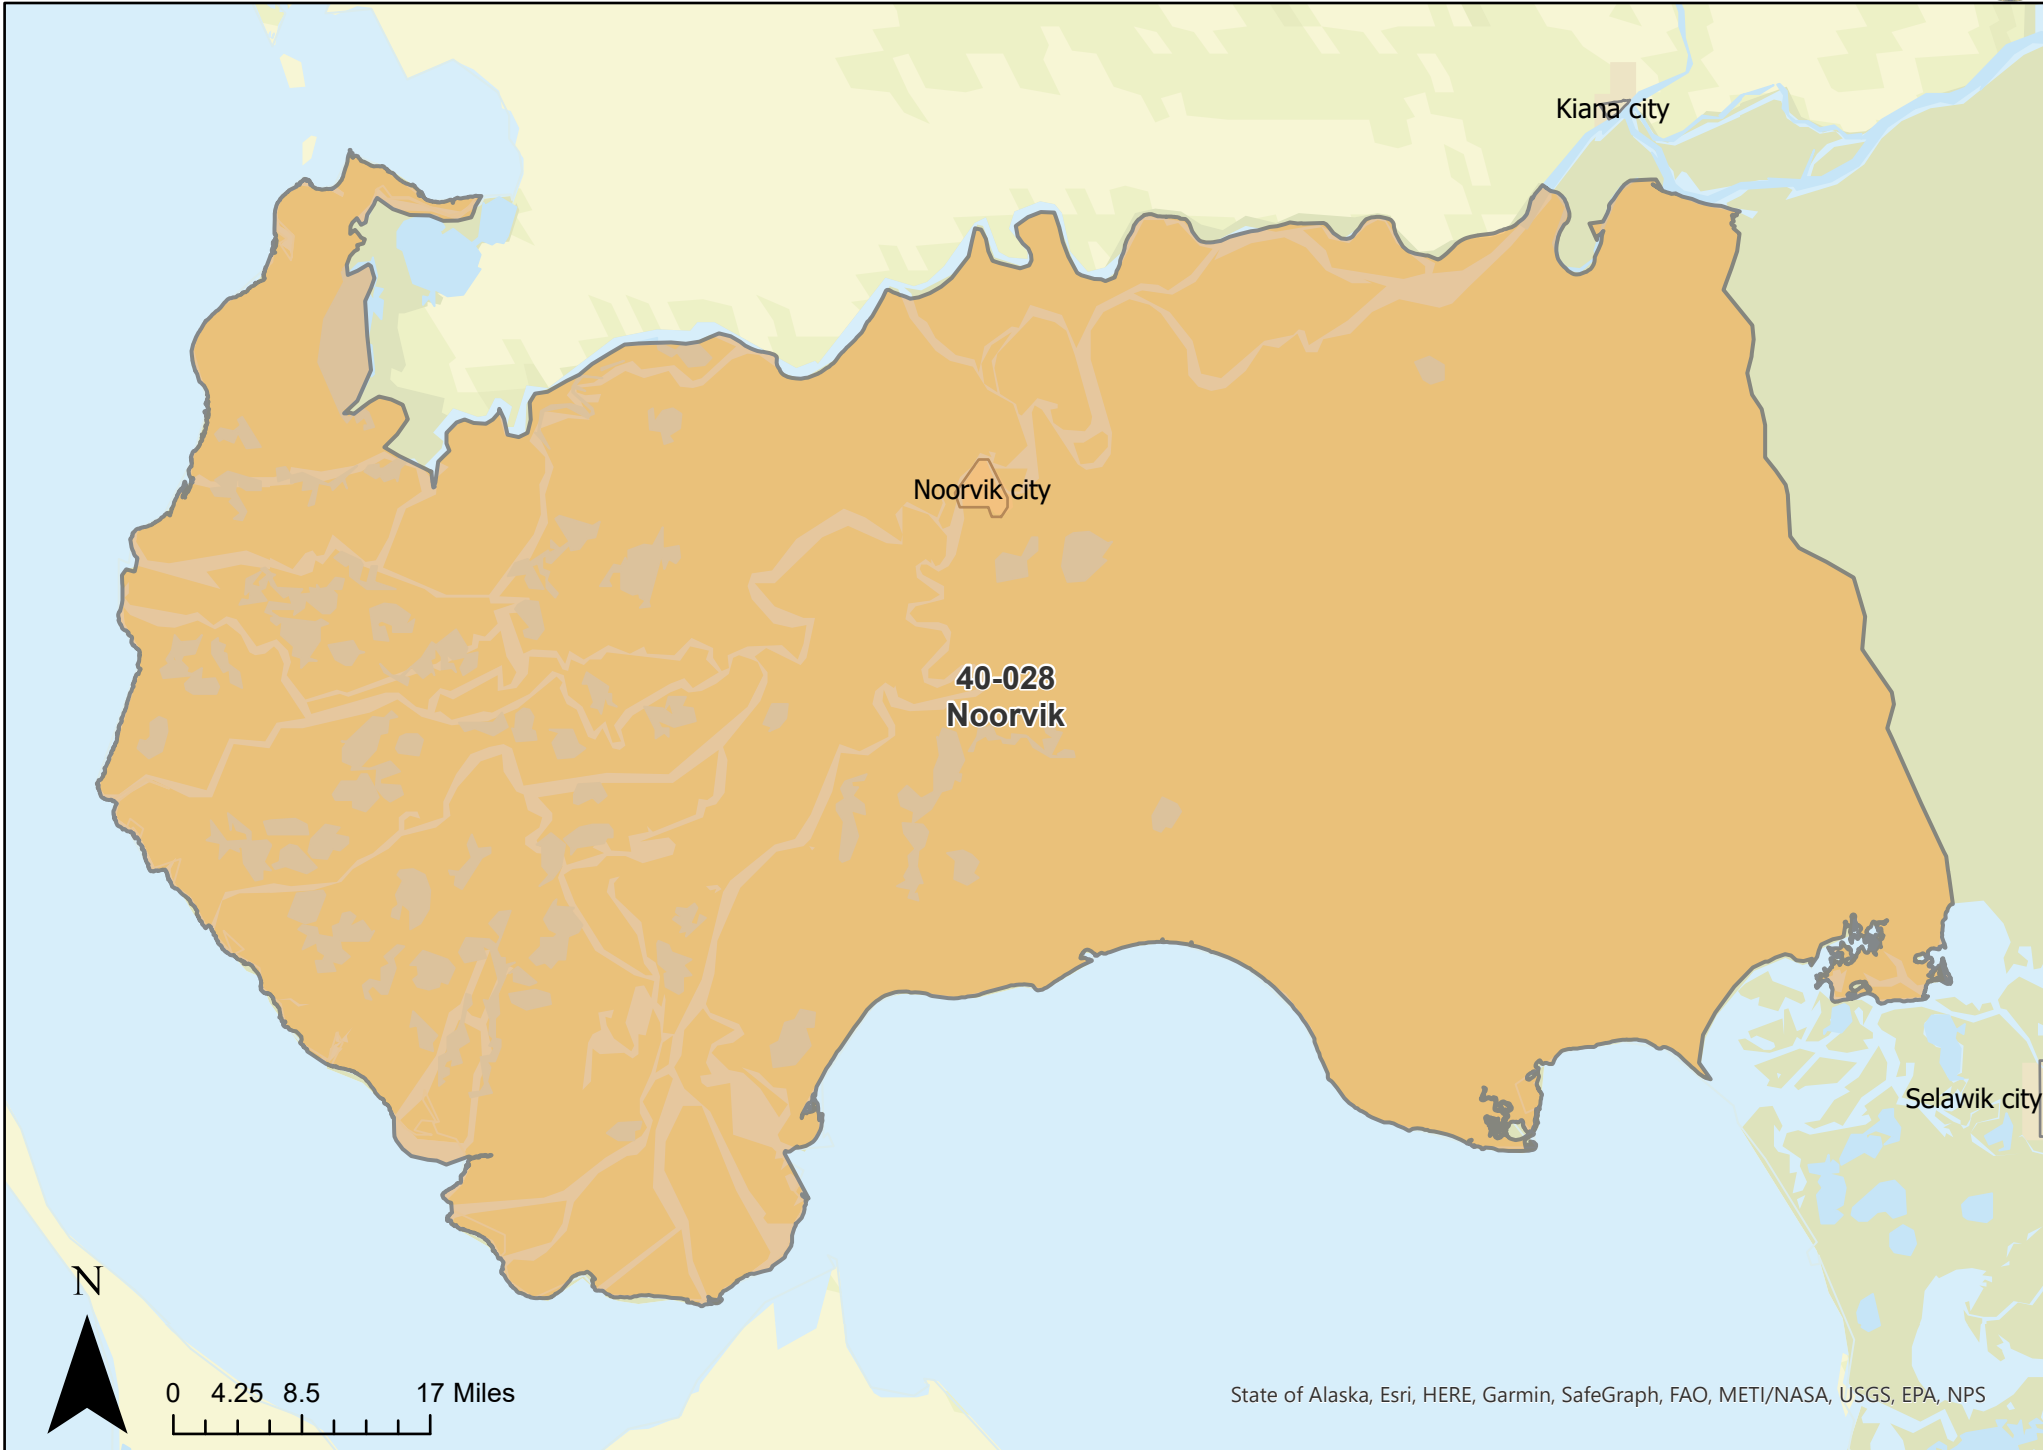 Kiana city
Noorvik city
40-028
Noorvik
Selawik city
N
0 4.25 8.5 17 Miles
State of Alaska, Esri, HERE, Garmin, SafeGraph, FAO, METI/NASA, USGS, EPA, NPS